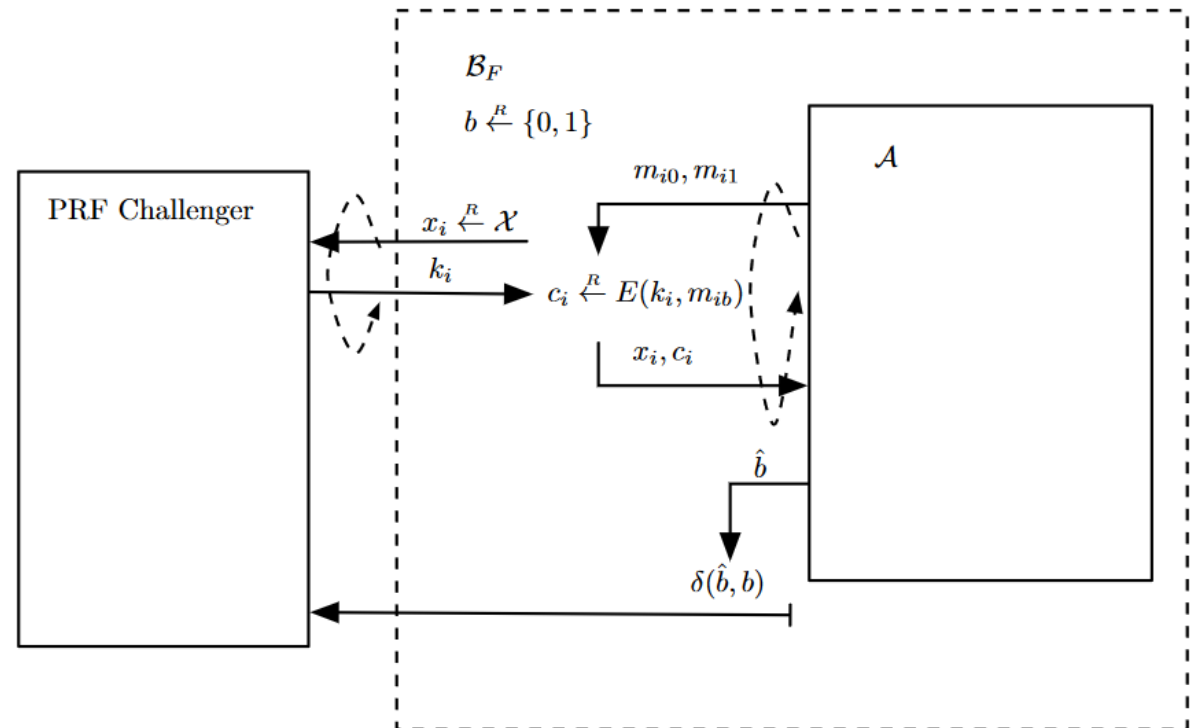 𝓑_F
b ←ᴿ {0, 1}
𝒜
m_{i0}, m_{i1}
PRF Challenger
x_i ←ᴿ 𝒳
k_i
c_i ←ᴿ E(k_i, m_{ib})
x_i, c_i
b̂
δ(b̂, b)